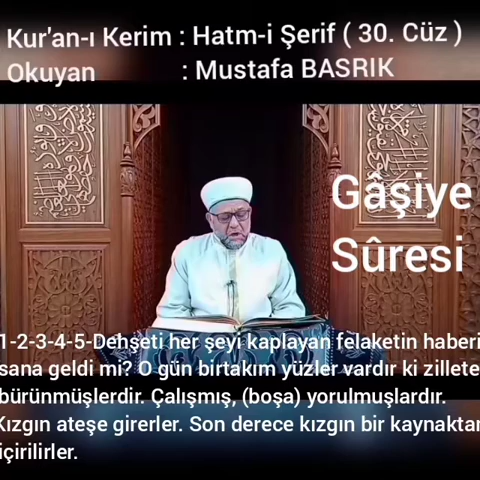 Kur'an-ı Kerim : Hatm-i Şerif ( 30. Cüz )
Okuyan : Mustafa BASRIK
Gâşiye
Sûresi
1-2-3-4-5-Dehşeti her şeyi kaplayan felaketin haberi
sana geldi mi? O gün birtakım yüzler vardır ki zillete
bürünmüşlerdir. Çalışmış, (boşa) yorulmuşlardır.
Kızgın ateşe girerler. Son derece kızgın bir kaynaktan
içirilirler.